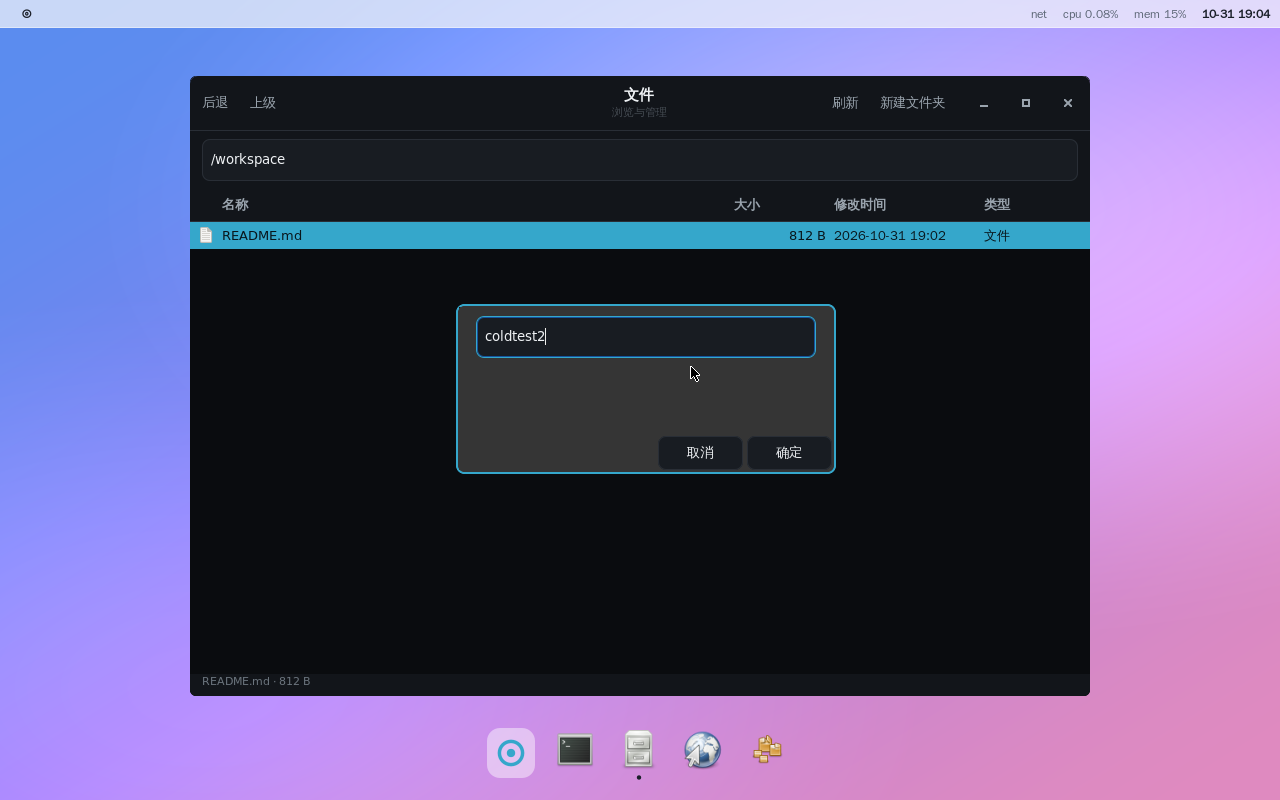 net cpu 0.08% mem 15% 10-31 19:04
后退 上级 文件 刷新 新建文件夹
浏览与管理
/workspace
名称 大小 修改时间 类型
README.md 812 B 2026-10-31 19:02 文件
coldtest2
取消 确定
README.md · 812 B